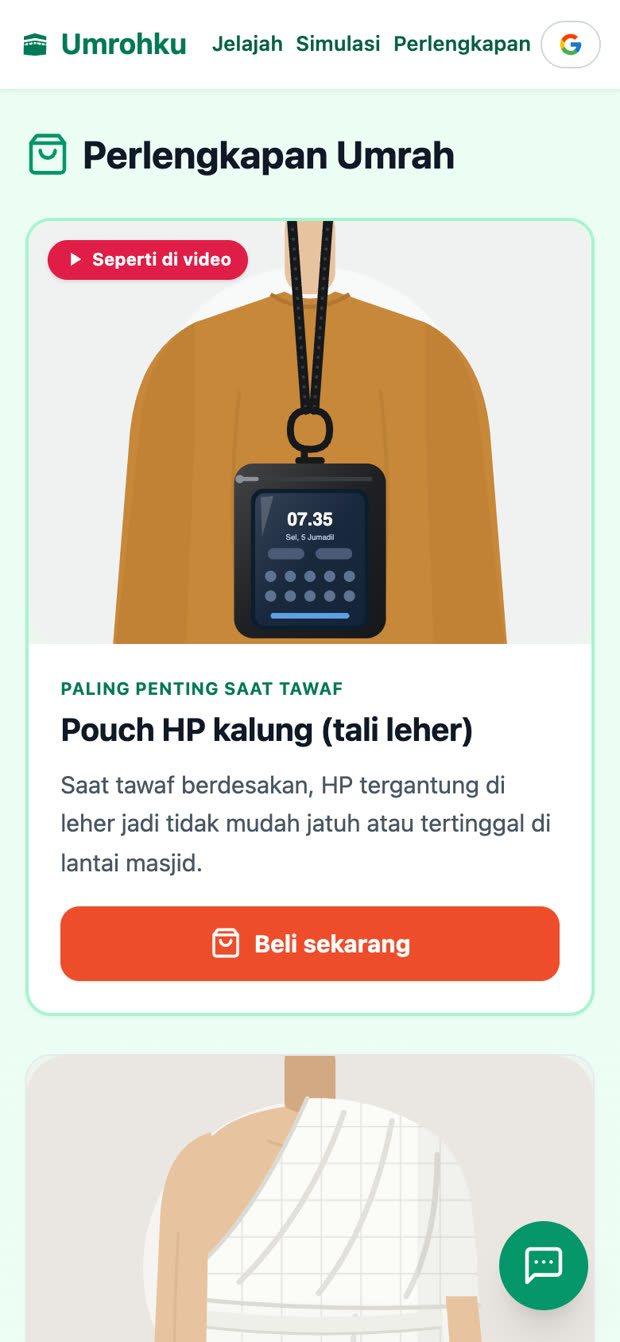 Umrohku
Jelajah Simulasi Perlengkapan
Perlengkapan Umrah
Seperti di video
07.35
Sel, 5 Jumadil
PALING PENTING SAAT TAWAF
Pouch HP kalung (tali leher)
Saat tawaf berdesakan, HP tergantung di
leher jadi tidak mudah jatuh atau tertinggal di
lantai masjid.
Beli sekarang